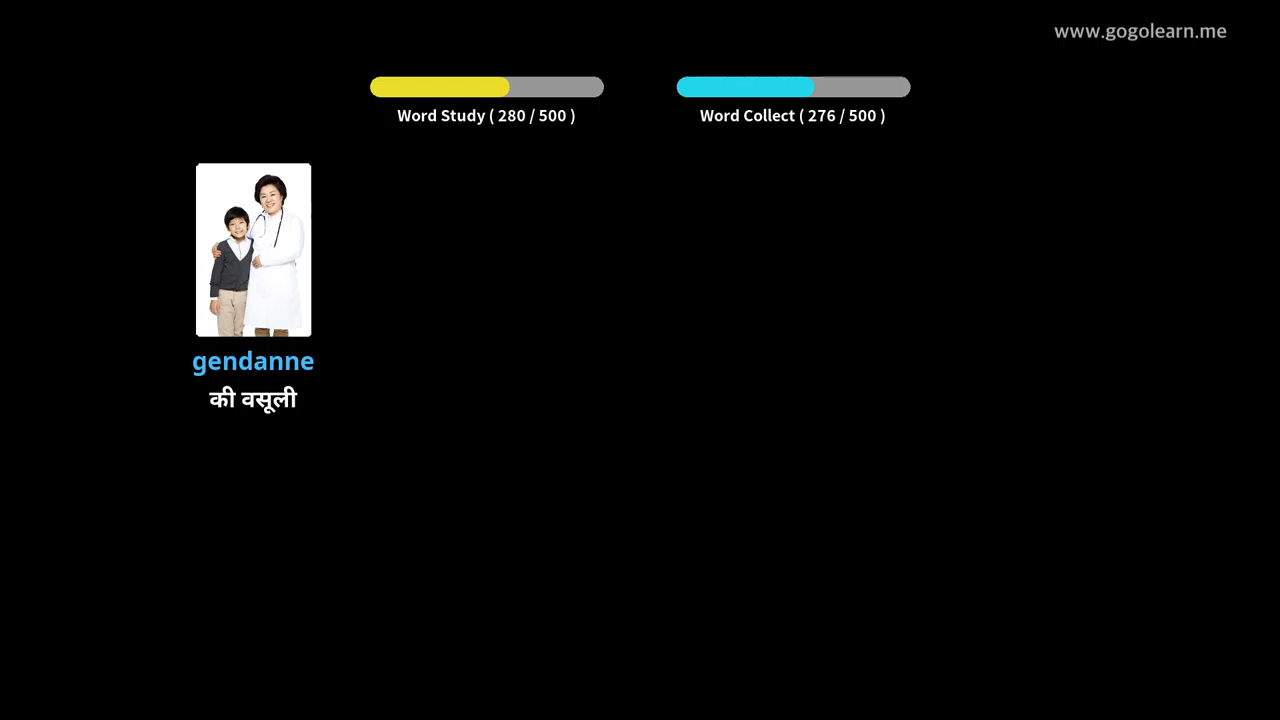 www.gogolearn.me
Word Study ( 280 / 500 )
Word Collect ( 276 / 500 )
gendanne
की वसूली